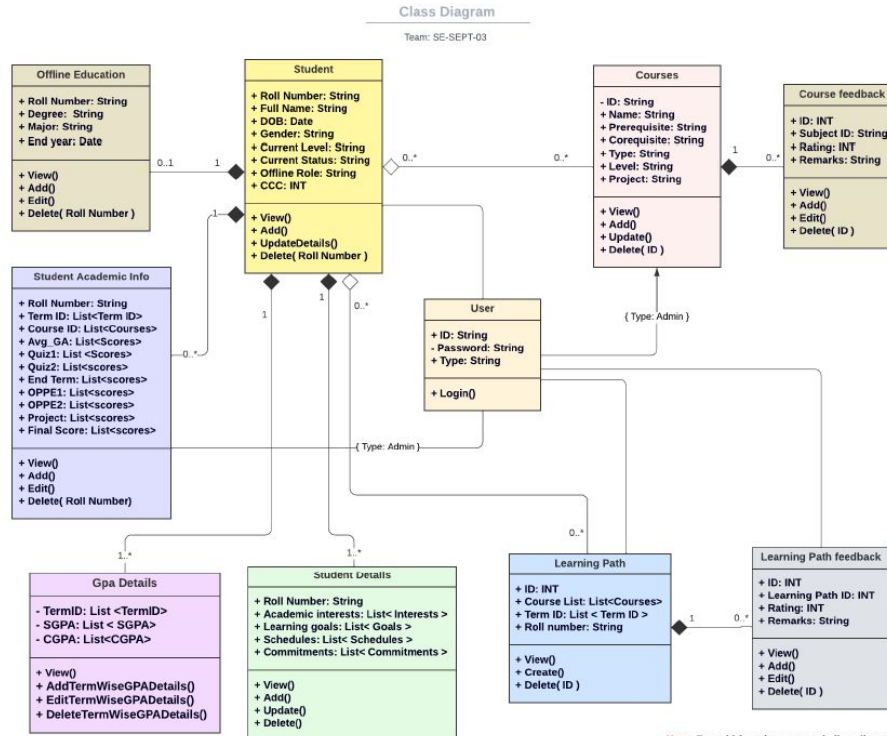 Class Diagram
Team: SE-SEPT-03
Offline Education
+ Roll Number: String
+ Degree: String
+ Major: String
+ End year: Date
+ View()
+ Add()
+ Edit()
+ Delete( Roll Number )
0..1
1
Student
+ Roll Number: String
+ Full Name: String
+ DOB: Date
+ Gender: String
+ Current Level: String
+ Current Status: String
+ Offline Role: String
+ CCC: INT
+ View()
+ Add()
+ UpdateDetails()
+ Delete( Roll Number )
0..*
0..*
Courses
- ID: String
+ Name: String
+ Prerequisite: String
+ Corequisite: String
+ Type: String
+ Level: String
+ Project: String
+ View()
+ Add()
+ Update()
+ Delete( ID )
1
0..*
Course feedback
+ ID: INT
+ Subject ID: String
+ Rating: INT
+ Remarks: String
+ View()
+ Add()
+ Edit()
+ Delete( ID )
1
Student Academic Info
+ Roll Number: String
+ Term ID: List<Term ID>
+ Course ID: List<Courses>
+ Avg_GA: List<Scores>
+ Quiz1: List <Scores>
+ Quiz2: List<scores>
+ End Term: List<scores>
+ OPPE1: List<scores>
+ OPPE2: List<scores>
+ Project: List<scores>
+ Final Score: List<scores>
+ View()
+ Add()
+ Edit()
+ Delete( Roll Number)
0..*
1
1
0..*
User
+ ID: String
- Password: String
+ Type: String
+ Login()
{ Type: Admin }
{ Type: Admin }
1..*
1..*
0..*
Gpa Details
- TermID: List <TermID>
- SGPA: List < SGPA>
- CGPA: List<CGPA>
+ View()
+ AddTermWiseGPADetails()
+ EditTermWiseGPADetails()
+ DeleteTermWiseGPADetails()
Student Details
+ Roll Number: String
+ Academic interests: List< Interests >
+ Learning goals: List< Goals >
+ Schedules: List< Schedules >
+ Commitments: List< Commitments >
+ View()
+ Add()
+ Update()
+ Delete()
Learning Path
+ ID: INT
+ Course List: List<Courses>
+ Term ID: List < Term ID >
+ Roll number: String
+ View()
+ Create()
+ Delete( ID )
1
0..*
Learning Path feedback
+ ID: INT
+ Learning Path ID: INT
+ Rating: INT
+ Remarks: String
+ View()
+ Add()
+ Edit()
+ Delete( ID )